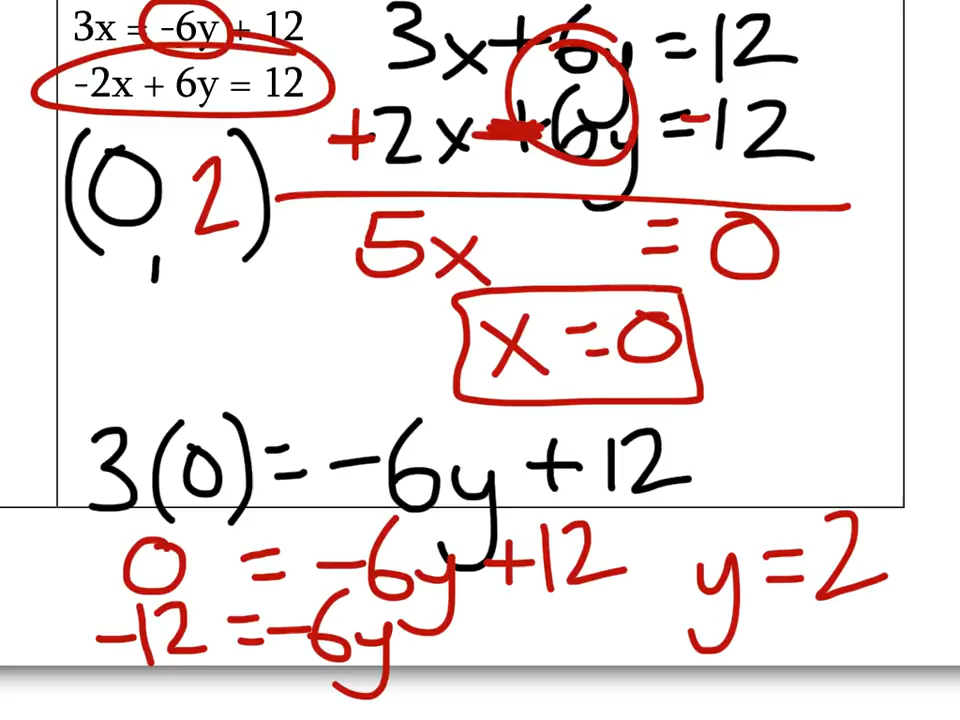 3x = -6y + 12
-2x + 6y = 12
3x + 6y = 12
+2x - 6y = -12
(0, 2)
5x = 0
x = 0
3(0) = -6y + 12
0 = -6y + 12
-12 = -6y
y = 2